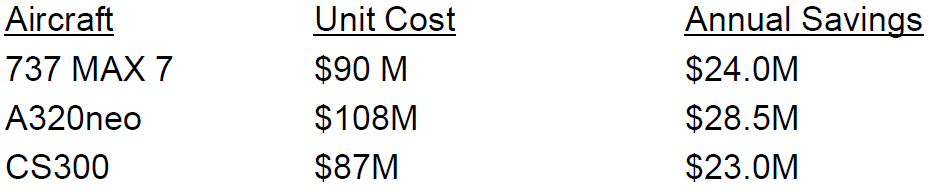 Aircraft Unit Cost Annual Savings
737 MAX 7 $90 M $24.0M
A320neo $108M $28.5M
CS300 $87M $23.0M